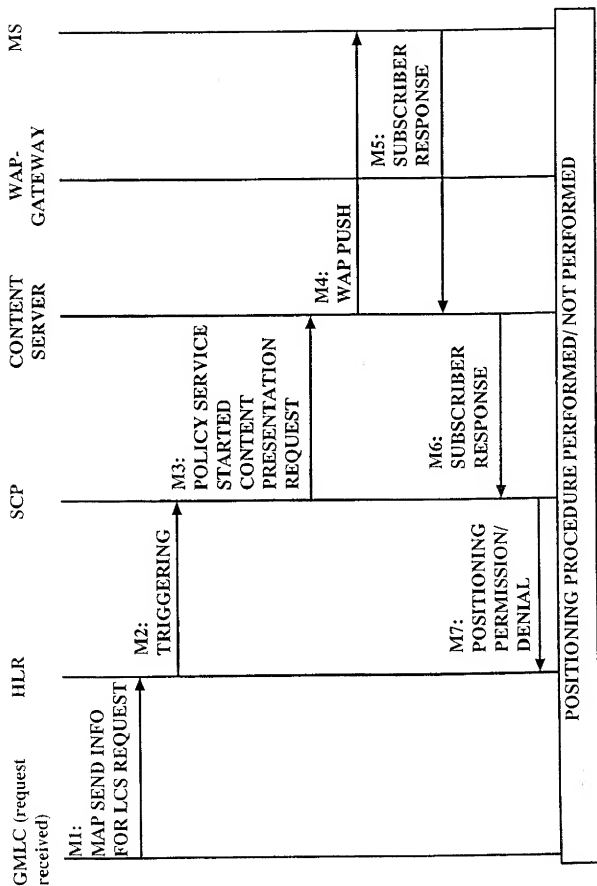 GMLC (request
received)
HLR
SCP
CONTENT
SERVER
WAP-
GATEWAY
MS
M1:
MAP SEND INFO
FOR LCS REQUEST
M2:
TRIGGERING
M3:
POLICY SERVICE
STARTED
CONTENT
PRESENTATION
REQUEST
M4:
WAP PUSH
M5:
SUBSCRIBER
RESPONSE
M6:
SUBSCRIBER
RESPONSE
M7:
POSITIONING
PERMISSION/
DENIAL
POSITIONING PROCEDURE PERFORMED/ NOT PERFORMED